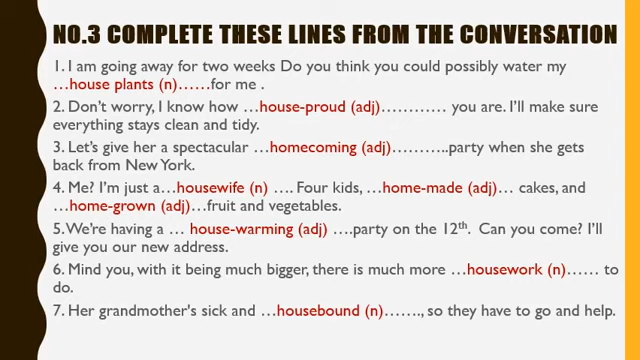 NO.3 COMPLETE THESE LINES FROM THE CONVERSATION
1. I am going away for two weeks Do you think you could possibly water my
…house plants (n)……for me .
2. Don't worry, I know how …house-proud (adj)………… you are. I'll make sure
everything stays clean and tidy.
3. Let's give her a spectacular …homecoming (adj)………..party when she gets
back from New York.
4. Me? I'm just a…housewife (n) …. Four kids, …home-made (adj)… cakes, and
…home-grown (adj)…fruit and vegetables.
5. We're having a … house-warming (adj) ….party on the 12th. Can you come? I'll
give you our new address.
6. Mind you, with it being much bigger, there is much more …housework (n)…… to
do.
7. Her grandmother's sick and …housebound (n)……., so they have to go and help.